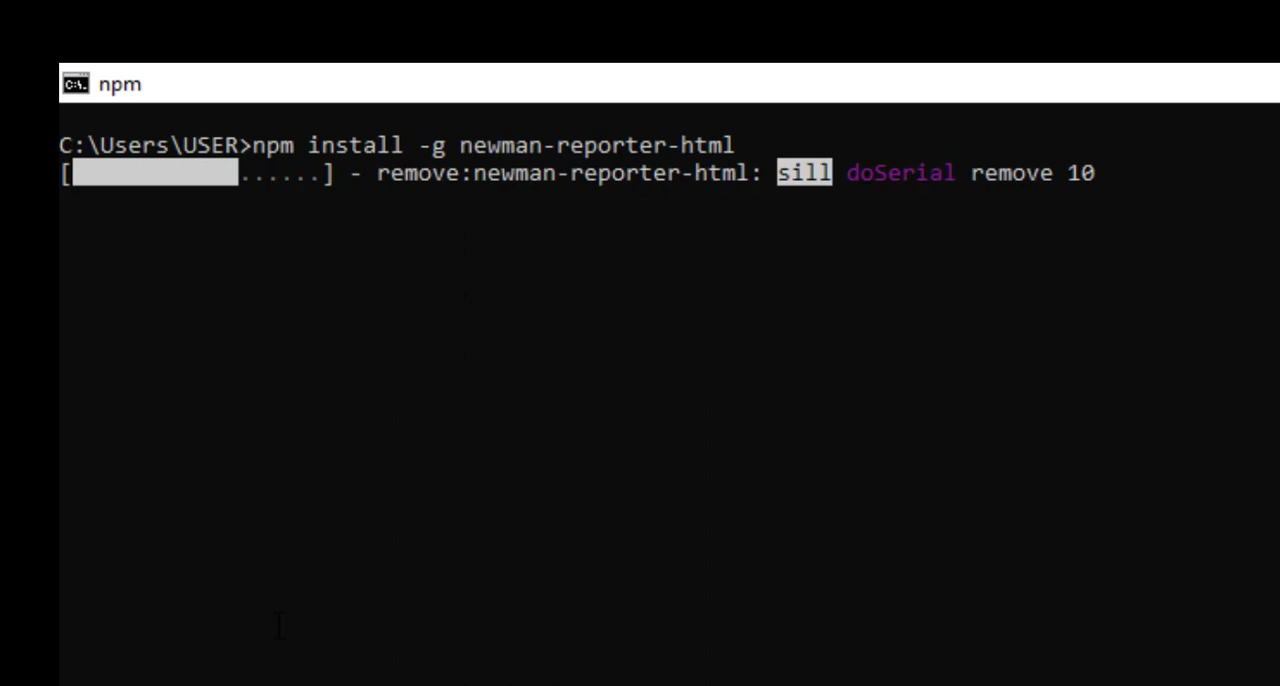 C:\. npm
C:\Users\USER>npm install -g newman-reporter-html
[......] - remove:newman-reporter-html: sill doSerial remove 10